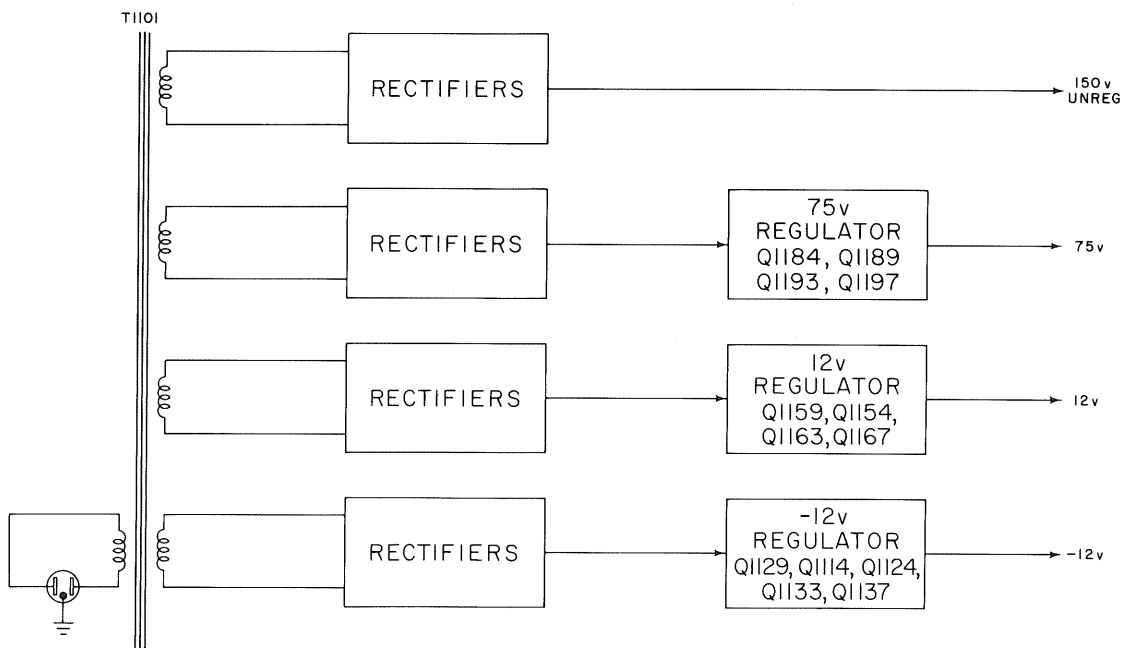 T1101
RECTIFIERS
150v
UNREG
RECTIFIERS
75v
REGULATOR
Q1184, Q1189
Q1193, Q1197
75v
RECTIFIERS
12v
REGULATOR
Q1159, Q1154,
Q1163, Q1167
12v
RECTIFIERS
-12v
REGULATOR
Q1129, Q1114, Q1124,
Q1133, Q1137
-12v